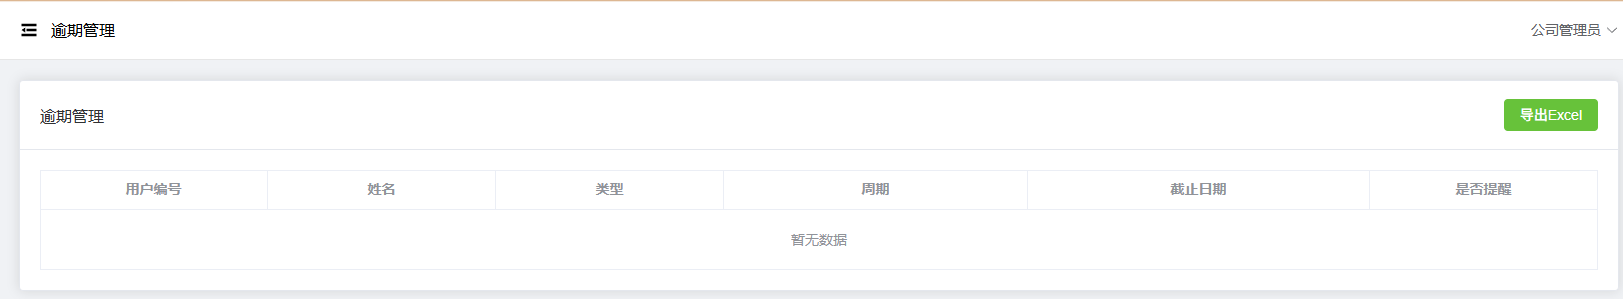 逾期管理
公司管理员
逾期管理
导出Excel
用户编号 姓名 类型 周期 截止日期 是否提醒
暂无数据